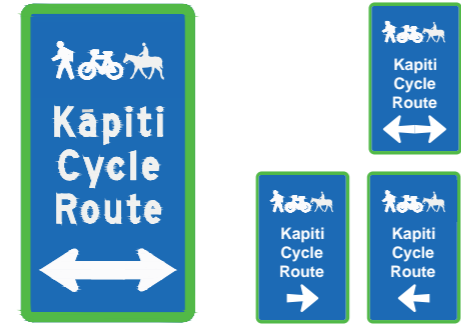 Kāpiti
Cycle
Route
Kapiti
Cycle
Route
Kapiti
Cycle
Route
Kapiti
Cycle
Route